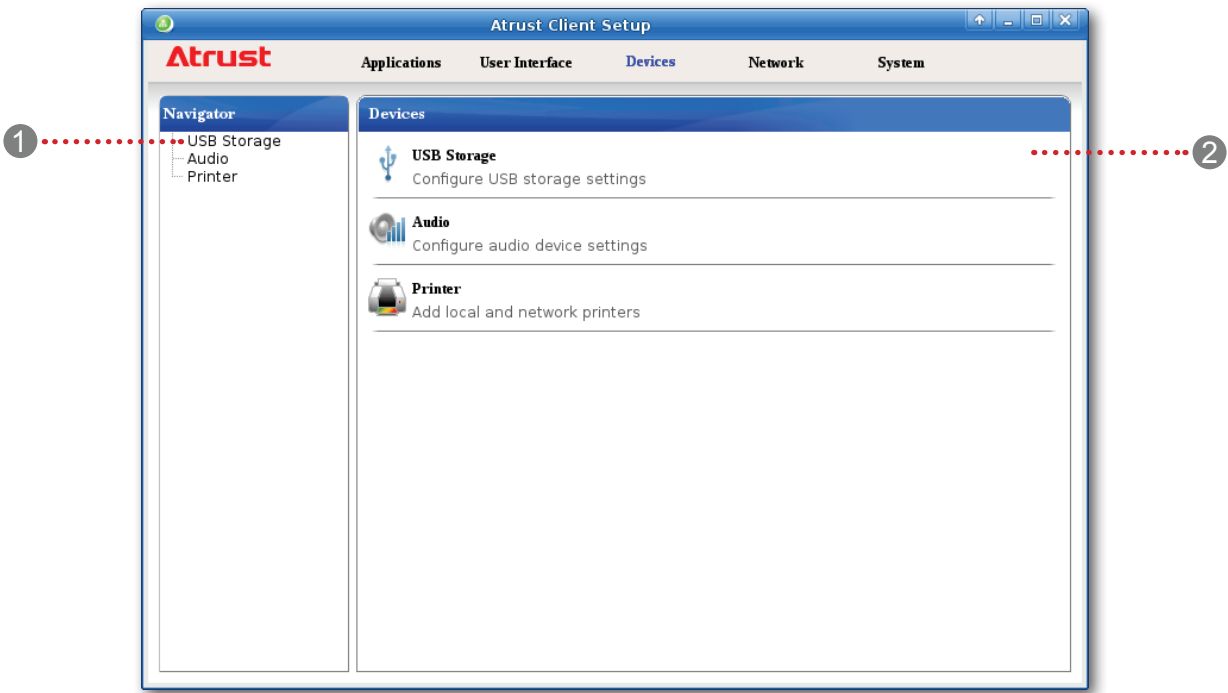 Atrust Client Setup
Atrust
Applications User Interface Devices Network System
Navigator
USB Storage
Audio
Printer
Devices
USB Storage
Configure USB storage settings
Audio
Configure audio device settings
Printer
Add local and network printers
1
2